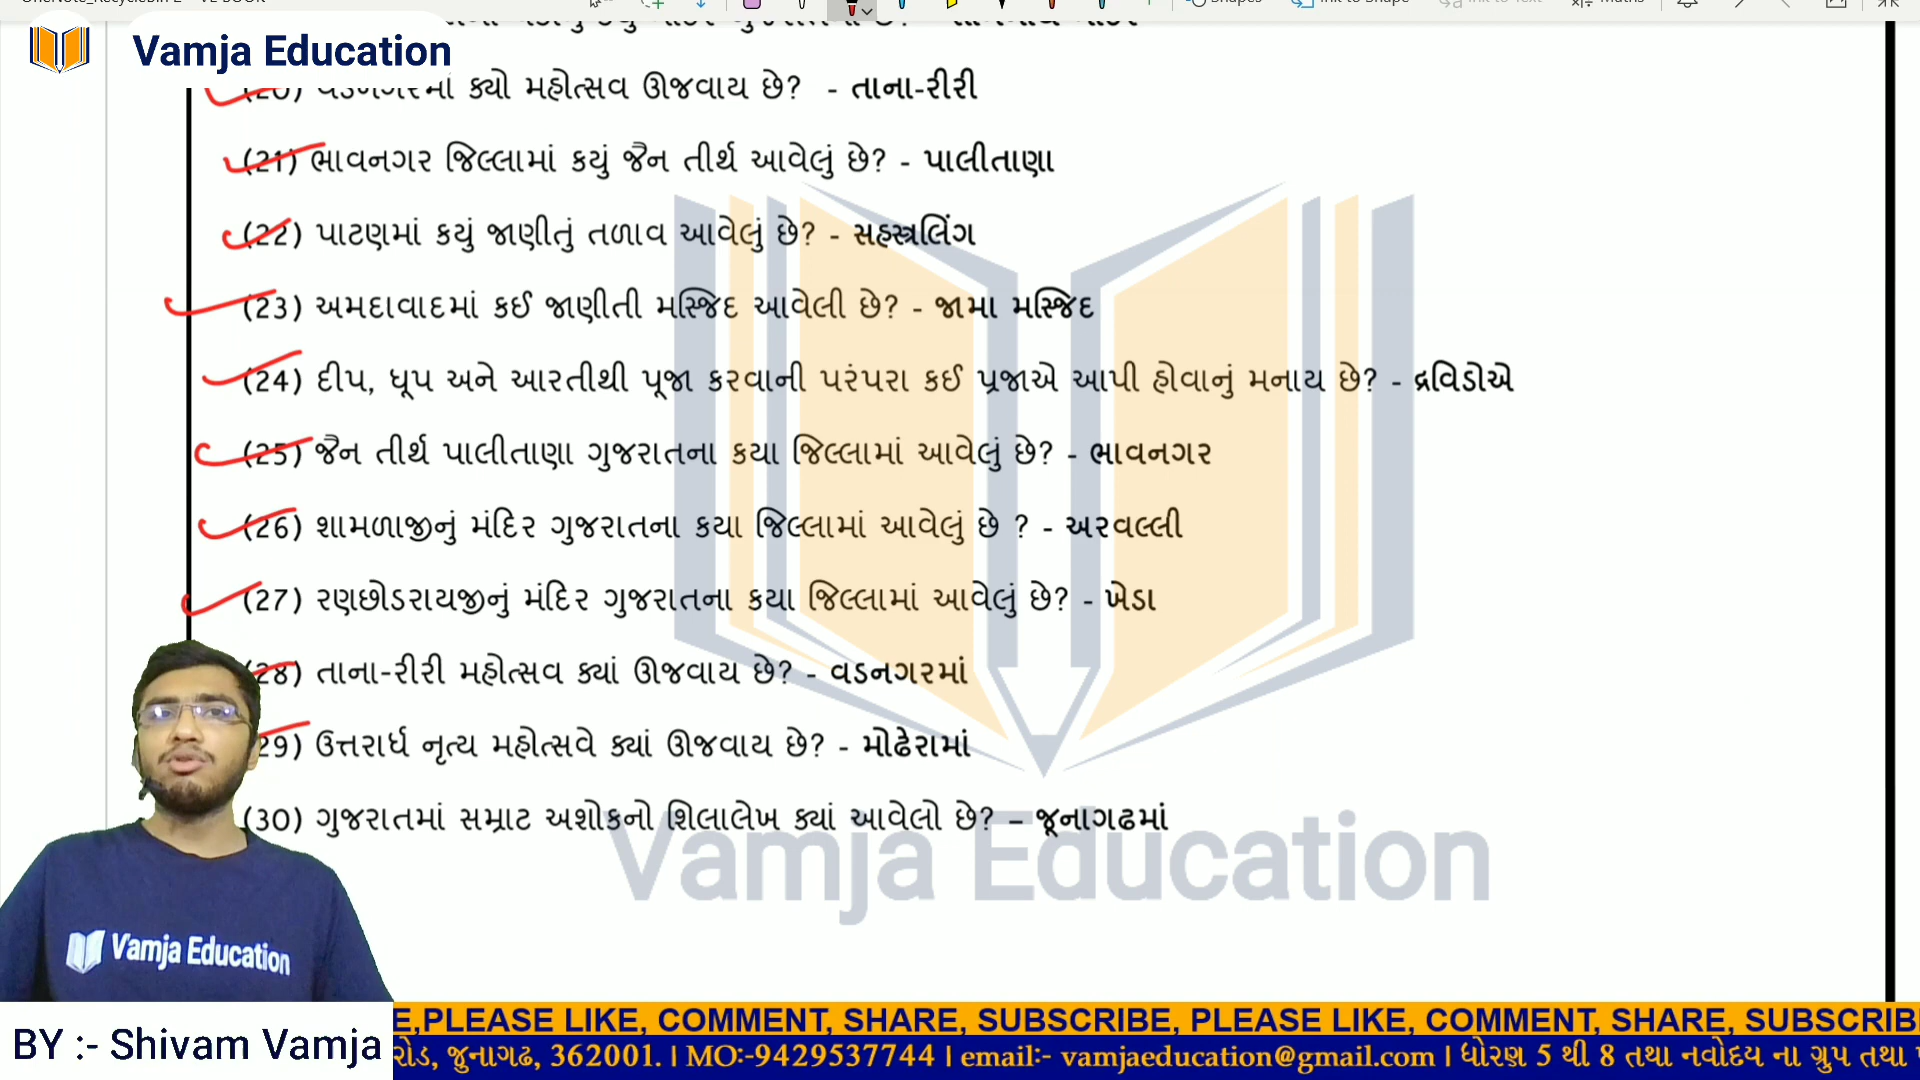 Vamja Education
ક્યો મહોત્સવ ઊજવાય છે? - તાના-રીરી
(21) ભાવનગર જિલ્લામાં કયું જૈન તીર્થ આવેલું છે? - પાલીતાણા
(22) પાટણમાં કયું જાણીતું તળાવ આવેલું છે? - સહસ્ત્રલિંગ
(23) અમદાવાદમાં કઈ જાણીતી મસ્જિદ આવેલી છે? - જામા મસ્જિદ
(24) દીપ, ધૂપ અને આરતીથી પૂજા કરવાની પરંપરા કઈ પ્રજાએ આપી હોવાનું મનાય છે? - દ્રવિડોએ
(25) જૈન તીર્થ પાલીતાણા ગુજરાતના કયા જિલ્લામાં આવેલું છે? - ભાવનગર
(26) શામળાજીનું મંદિર ગુજરાતના કયા જિલ્લામાં આવેલું છે ? - અરવલ્લી
(27) રણછોડરાયજીનું મંદિર ગુજરાતના કયા જિલ્લામાં આવેલું છે? - ખેડા
28) તાના-રીરી મહોત્સવ ક્યાં ઊજવાય છે? - વડનગરમાં
29) ઉત્તરાર્ધ નૃત્ય મહોત્સવે ક્યાં ઊજવાય છે? - મોઢેરામાં
(30) ગુજરાતમાં સમ્રાટ અશોકનો શિલાલેખ ક્યાં આવેલો છે? – જૂનાગઢમાં
Vamja Education
Vamja Education
E,PLEASE LIKE, COMMENT, SHARE, SUBSCRIBE, PLEASE LIKE, COMMENT, SHARE, SUBSCRIB
BY :- Shivam Vamja
રોડ, જુનાગઢ, 362001. | MO:-9429537744 | email:- vamjaeducation@gmail.com | ધોરણ 5 થી 8 તથા નવોદય ના ગ્રુપ તથા